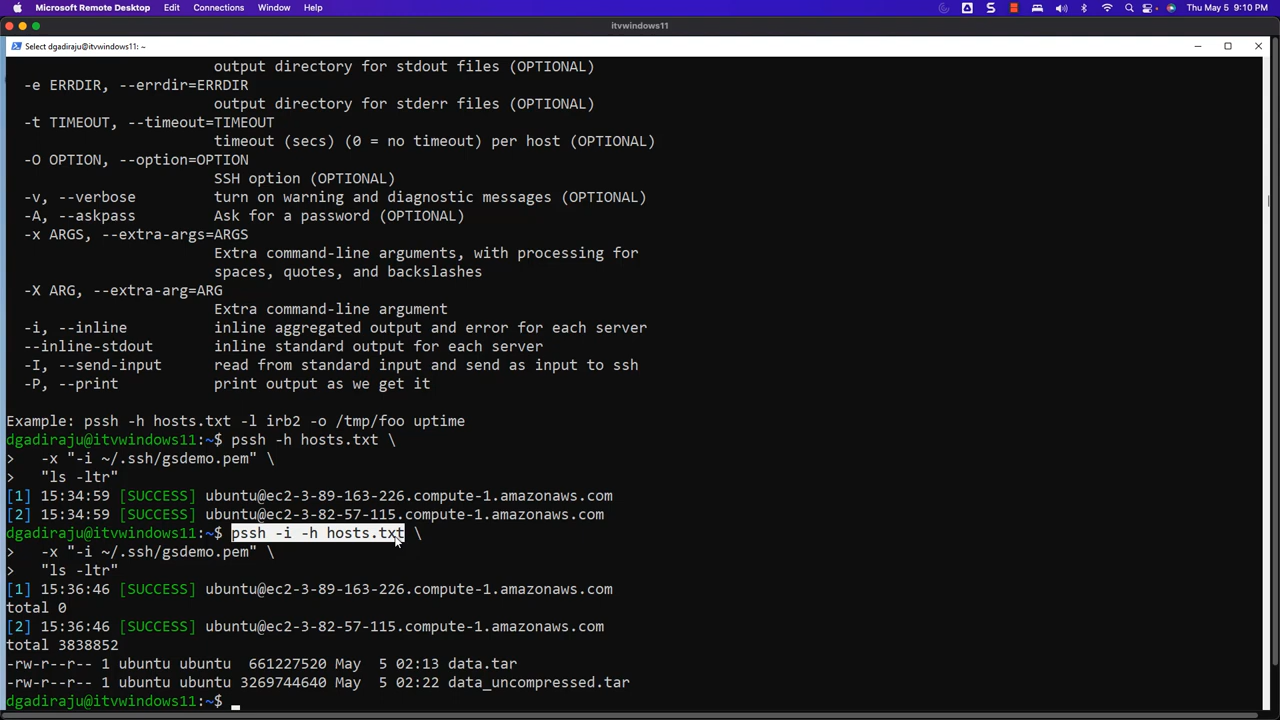 Microsoft Remote Desktop Edit Connections Window Help Thu May 5 9:10 PM
itvwindows11
Select dgadiraju@itvwindows11: ~
output directory for stdout files (OPTIONAL)
-e ERRDIR, --errdir=ERRDIR
output directory for stderr files (OPTIONAL)
-t TIMEOUT, --timeout=TIMEOUT
timeout (secs) (0 = no timeout) per host (OPTIONAL)
-O OPTION, --option=OPTION
SSH option (OPTIONAL)
-v, --verbose turn on warning and diagnostic messages (OPTIONAL)
-A, --askpass Ask for a password (OPTIONAL)
-x ARGS, --extra-args=ARGS
Extra command-line arguments, with processing for
spaces, quotes, and backslashes
-X ARG, --extra-arg=ARG
Extra command-line argument
-i, --inline inline aggregated output and error for each server
--inline-stdout inline standard output for each server
-I, --send-input read from standard input and send as input to ssh
-P, --print print output as we get it
Example: pssh -h hosts.txt -l irb2 -o /tmp/foo uptime
dgadiraju@itvwindows11:~$ pssh -h hosts.txt \
> -x "-i ~/.ssh/gsdemo.pem" \
> "ls -ltr"
[1] 15:34:59 [SUCCESS] ubuntu@ec2-3-89-163-226.compute-1.amazonaws.com
[2] 15:34:59 [SUCCESS] ubuntu@ec2-3-82-57-115.compute-1.amazonaws.com
dgadiraju@itvwindows11:~$ pssh -i -h hosts.txt \
> -x "-i ~/.ssh/gsdemo.pem" \
> "ls -ltr"
[1] 15:36:46 [SUCCESS] ubuntu@ec2-3-89-163-226.compute-1.amazonaws.com
total 0
[2] 15:36:46 [SUCCESS] ubuntu@ec2-3-82-57-115.compute-1.amazonaws.com
total 3838852
-rw-r--r-- 1 ubuntu ubuntu 661227520 May 5 02:13 data.tar
-rw-r--r-- 1 ubuntu ubuntu 3269744640 May 5 02:22 data_uncompressed.tar
dgadiraju@itvwindows11:~$